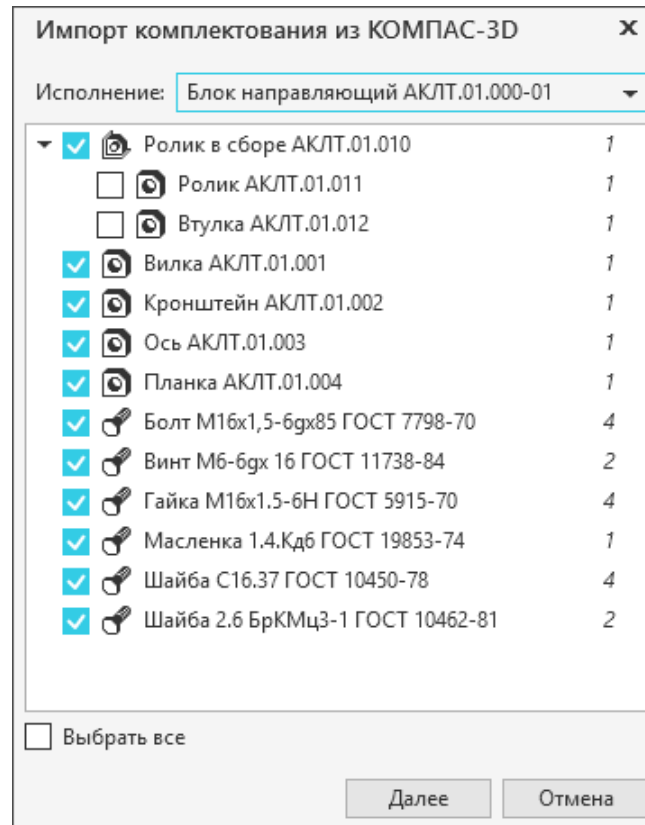 Импорт комплектования из КОМПАС-3D x
Исполнение: Блок направляющий АКЛТ.01.000-01
Ролик в сборе АКЛТ.01.010 1
Ролик АКЛТ.01.011 1
Втулка АКЛТ.01.012 1
Вилка АКЛТ.01.001 1
Кронштейн АКЛТ.01.002 1
Ось АКЛТ.01.003 1
Планка АКЛТ.01.004 1
Болт М16х1,5-6gх85 ГОСТ 7798-70 4
Винт М6-6gх 16 ГОСТ 11738-84 2
Гайка М16х1.5-6Н ГОСТ 5915-70 4
Масленка 1.4.Кд6 ГОСТ 19853-74 1
Шайба С16.37 ГОСТ 10450-78 4
Шайба 2.6 БрКМц3-1 ГОСТ 10462-81 2
Выбрать все
Далее Отмена